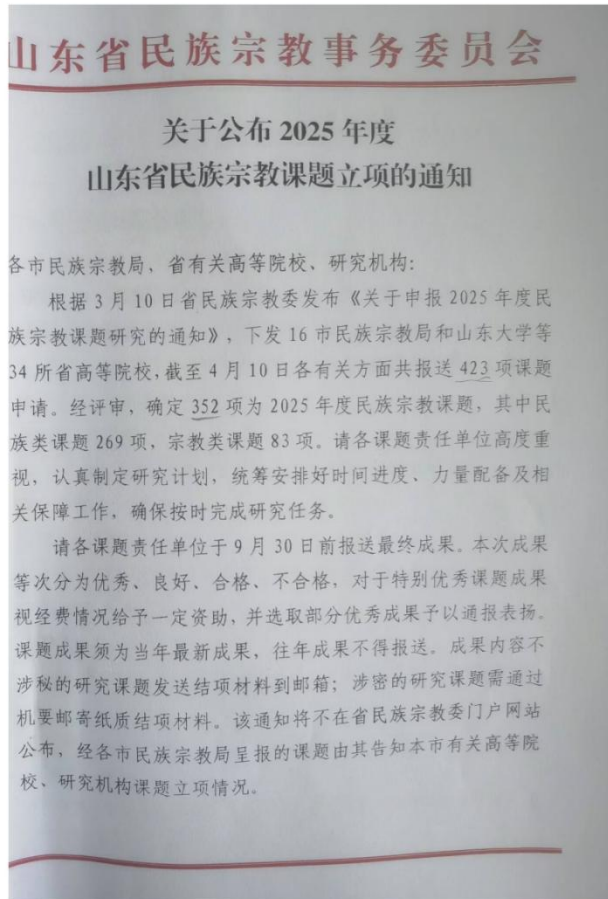 山东省民族宗教事务委员会
关于公布 2025 年度
山东省民族宗教课题立项的通知
各市民族宗教局，省有关高等院校、研究机构：
根据 3 月 10 日省民族宗教委发布《关于申报 2025 年度民
族宗教课题研究的通知》，下发 16 市民族宗教局和山东大学等
34 所省高等院校，截至 4 月 10 日各有关方面共报送 423 项课题
申请。经评审，确定 352 项为 2025 年度民族宗教课题，其中民
族类课题 269 项，宗教类课题 83 项。请各课题责任单位高度重
视，认真制定研究计划，统筹安排好时间进度、力量配备及相
关保障工作，确保按时完成研究任务。
请各课题责任单位于 9 月 30 日前报送最终成果。本次成果
等次分为优秀、良好、合格、不合格，对于特别优秀课题成果
视经费情况给予一定资助，并选取部分优秀成果予以通报表扬。
课题成果须为当年最新成果，往年成果不得报送。成果内容不
涉秘的研究课题发送结项材料到邮箱；涉密的研究课题需通过
机要邮寄纸质结项材料。该通知将不在省民族宗教委门户网站
公布，经各市民族宗教局呈报的课题由其告知本市有关高等院
校、研究机构课题立项情况。